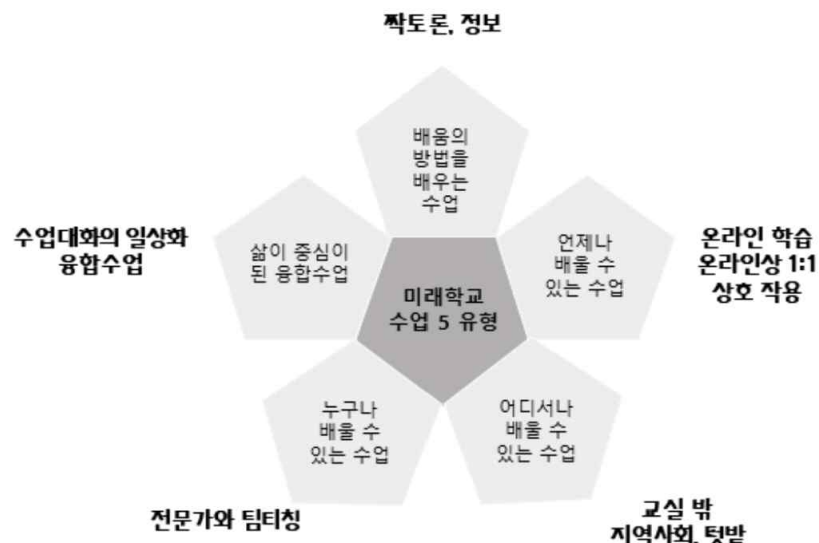 짝토론, 정보
배움의
방법을
배우는
수업
수업대화의 일상화
융합수업
삶이 중심이
된 융합수업
언제나
배울 수
있는 수업
온라인 학습
온라인상 1:1
상호 작용
미래학교
수업 5 유형
누구나
배울 수
있는 수업
어디서나
배울 수
있는 수업
전문가와 팀티칭
교실 밖
지역사회, 텃밭